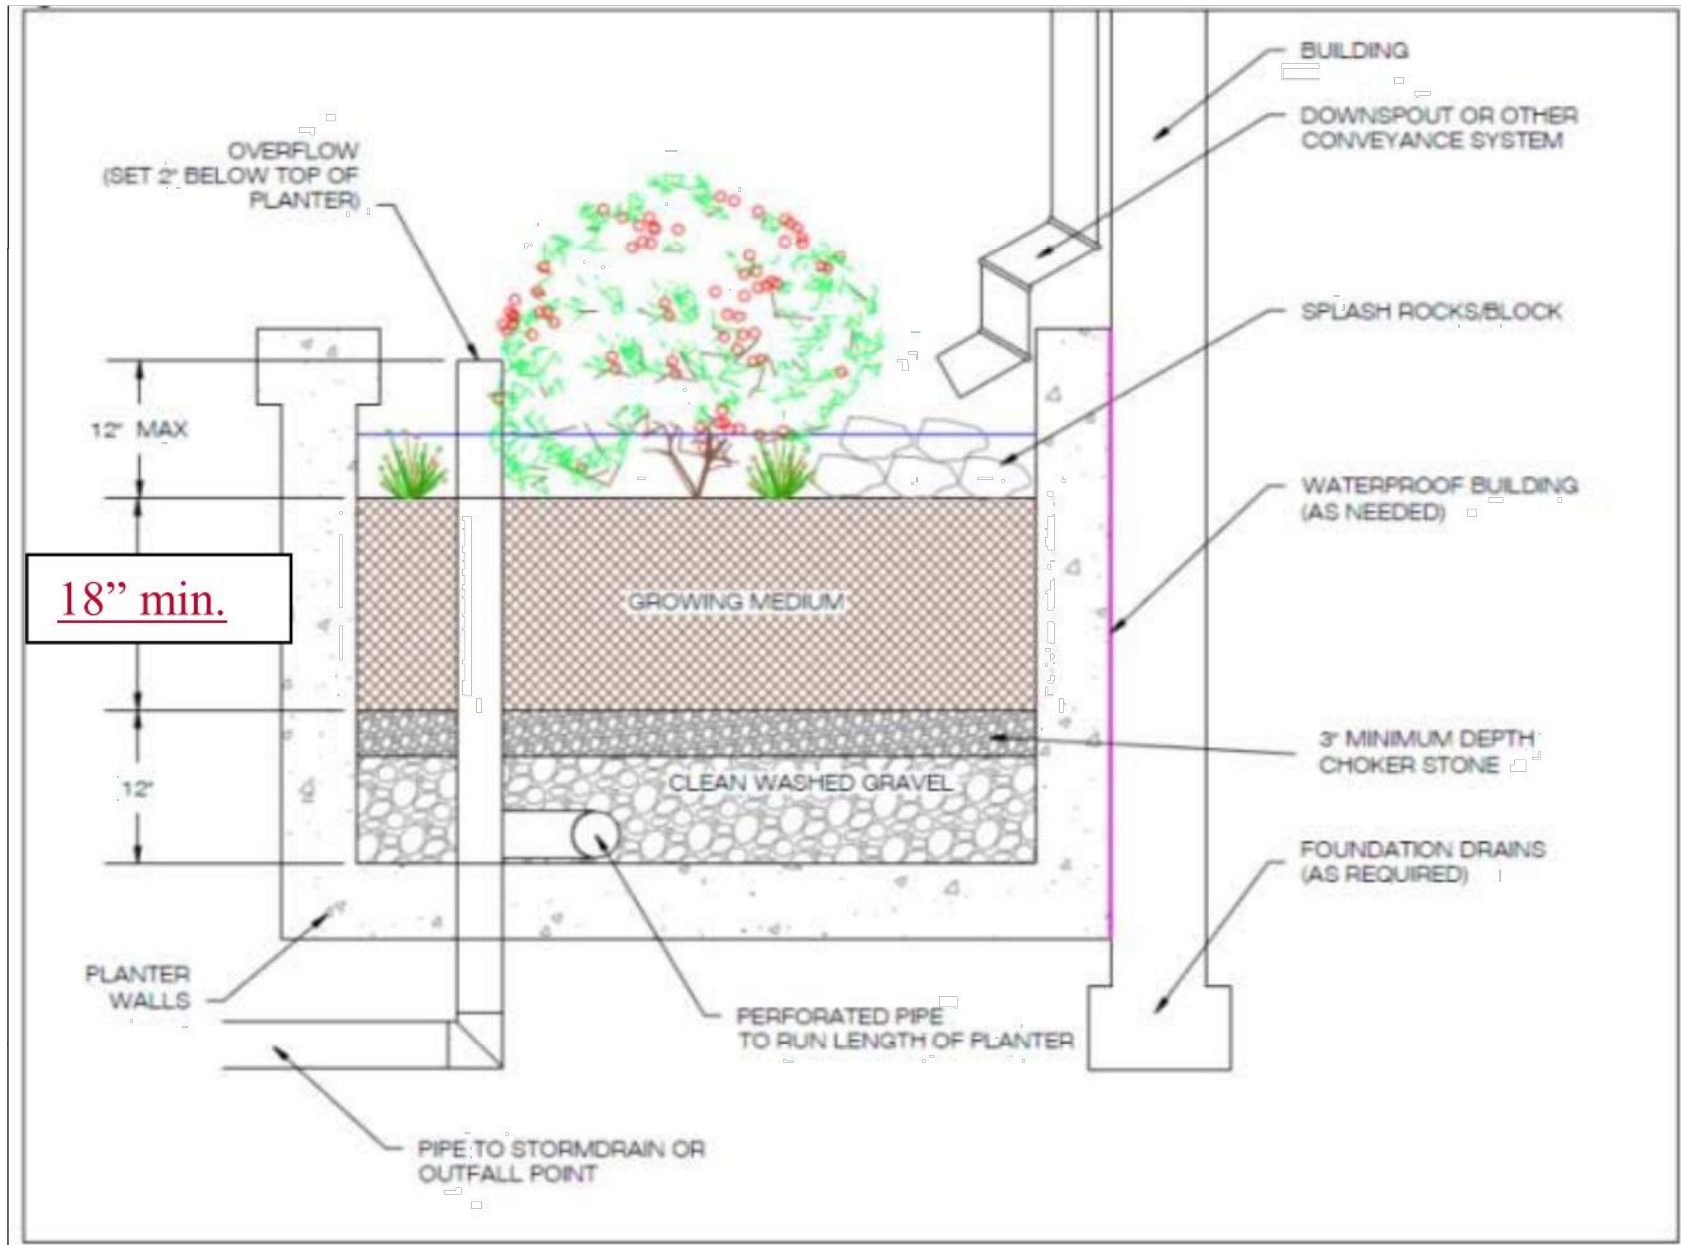 BUILDING
DOWNSPOUT OR OTHER
CONVEYANCE SYSTEM
OVERFLOW
(SET 2" BELOW TOP OF
PLANTER)
SPLASH ROCKS/BLOCK
12" MAX
WATERPROOF BUILDING
(AS NEEDED)
18” min.
GROWING MEDIUM
3" MINIMUM DEPTH
CHOKER STONE
CLEAN WASHED GRAVEL
12"
FOUNDATION DRAINS
(AS REQUIRED)
PLANTER
WALLS
PERFORATED PIPE
TO RUN LENGTH OF PLANTER
PIPE TO STORMDRAIN OR
OUTFALL POINT